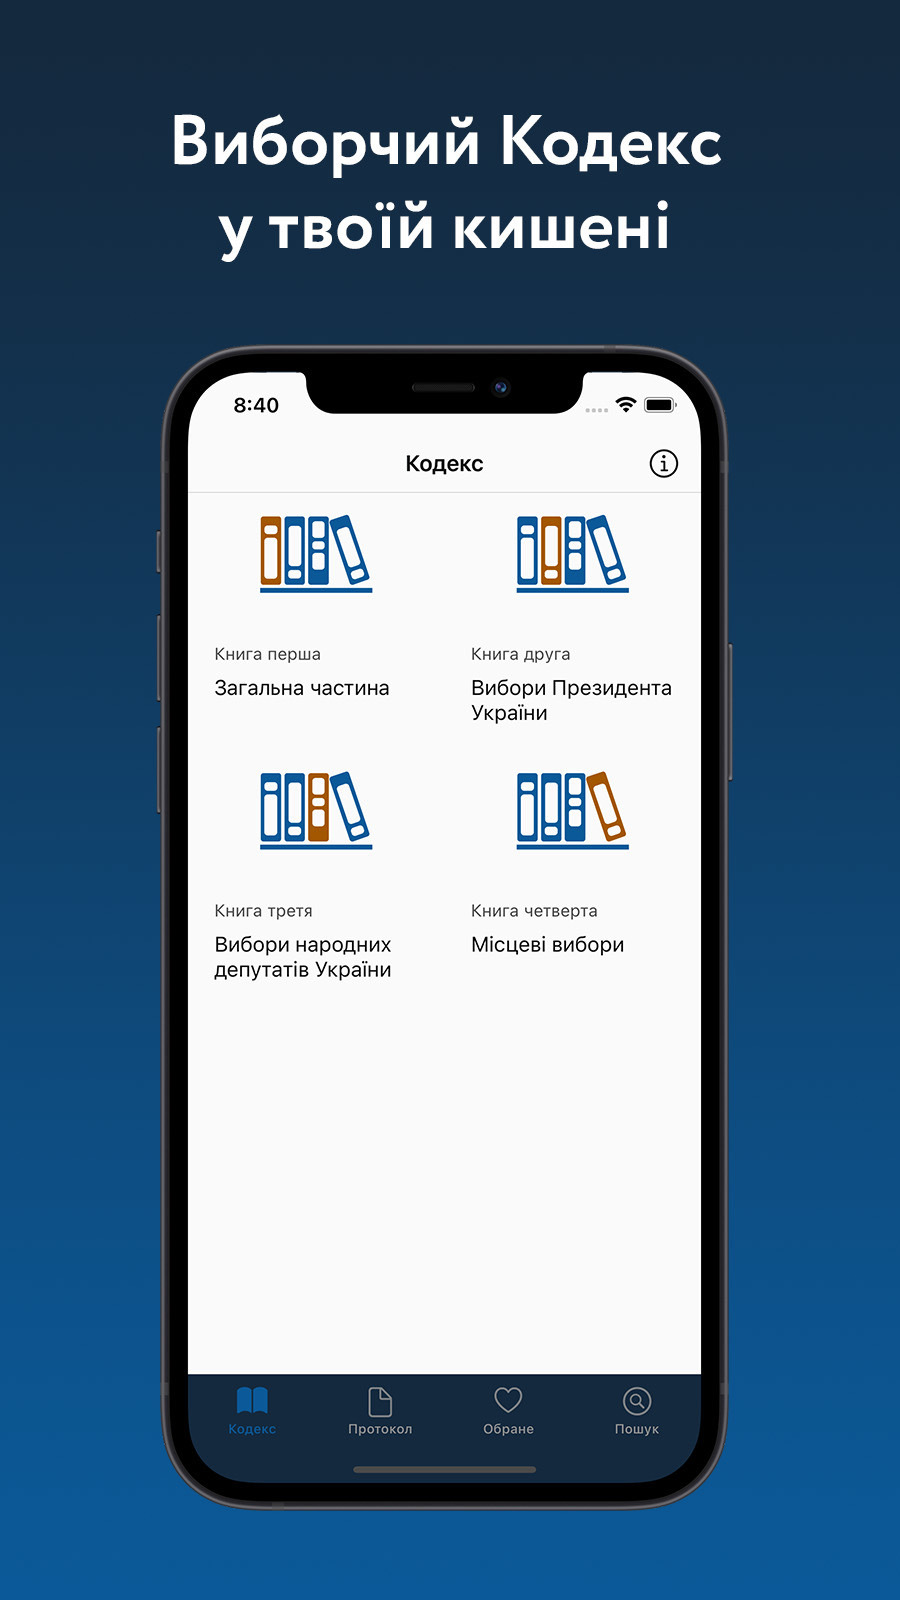 Виборчий Кодекс
у твоїй кишені
8:40
Кодекс
Книга перша
Загальна частина
Книга друга
Вибори Президента
України
Книга третя
Вибори народних
депутатів України
Книга четверта
Місцеві вибори
Кодекс
Протокол
Обране
Пошук